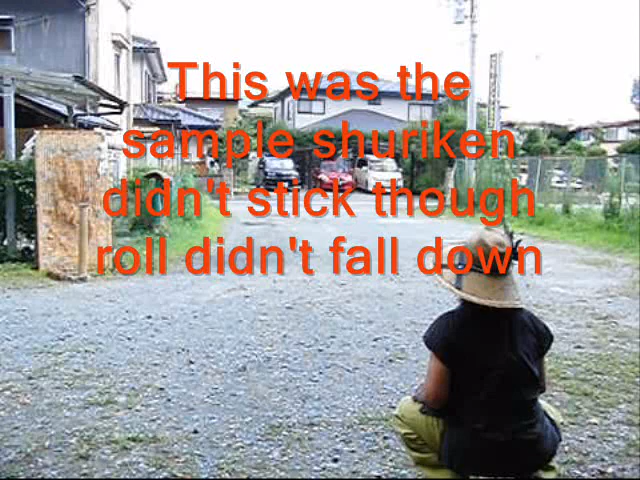 This was the
sample shuriken
didn't stick though
roll didn't fall down